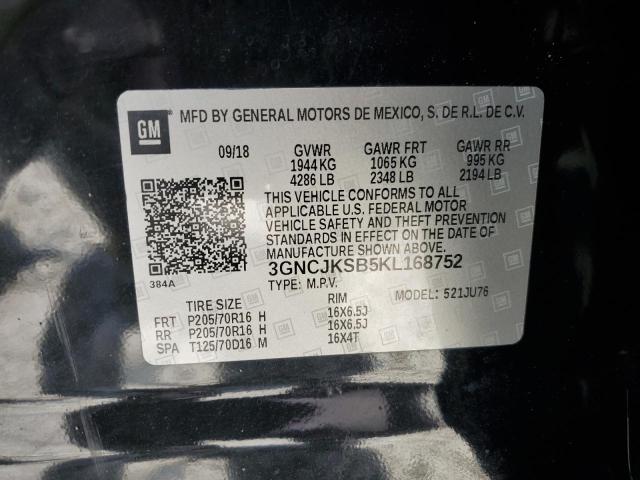 GM
MFD BY GENERAL MOTORS DE MEXICO, S. DE R.L. DE C.V.
09/18 GVWR GAWR FRT GAWR RR
1944 KG 1065 KG 995 KG
4286 LB 2348 LB 2194 LB
THIS VEHICLE CONFORMS TO ALL
APPLICABLE U.S. FEDERAL MOTOR
VEHICLE SAFETY AND THEFT PREVENTION
STANDARDS IN EFFECT ON THE DATE OF
MANUFACTURE SHOWN ABOVE.
3GNCJKSB5KL168752
384A
TYPE: M.P.V. MODEL: 521JU76
TIRE SIZE RIM
FRT P205/70R16 H 16X6.5J
RR P205/70R16 H 16X6.5J
SPA T125/70D16 M 16X4T